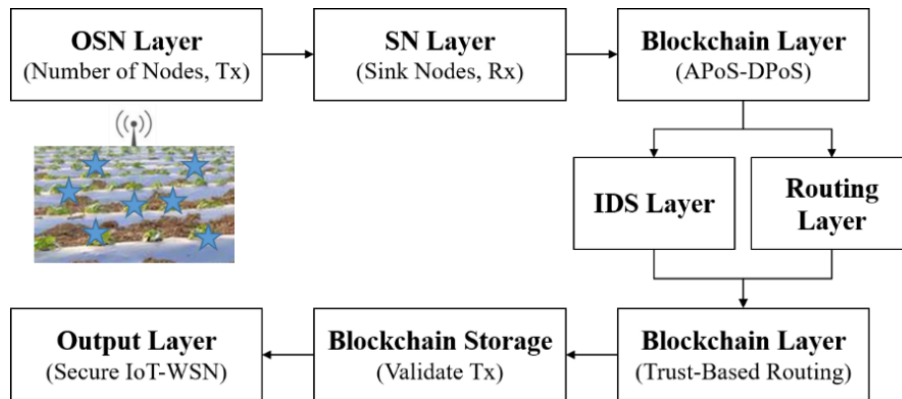 OSN Layer
(Number of Nodes, Tx)
SN Layer
(Sink Nodes, Rx)
Blockchain Layer
(APoS-DPoS)
IDS Layer
Routing
Layer
Output Layer
(Secure IoT-WSN)
Blockchain Storage
(Validate Tx)
Blockchain Layer
(Trust-Based Routing)